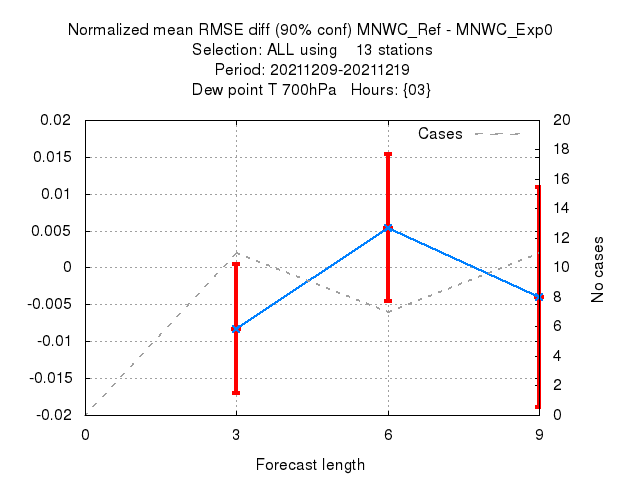 Normalized mean RMSE diff (90% conf) MNWC_Ref - MNWC_Exp0
Selection: ALL using    13 stations
Period: 20211209-20211219
Dew point T 700hPa   Hours: {03}
Cases
0.02
0.015
0.01
0.005
0
-0.005
-0.01
-0.015
-0.02
20
18
16
14
12
10
8
6
4
2
0
No cases
0 3 6 9
Forecast length